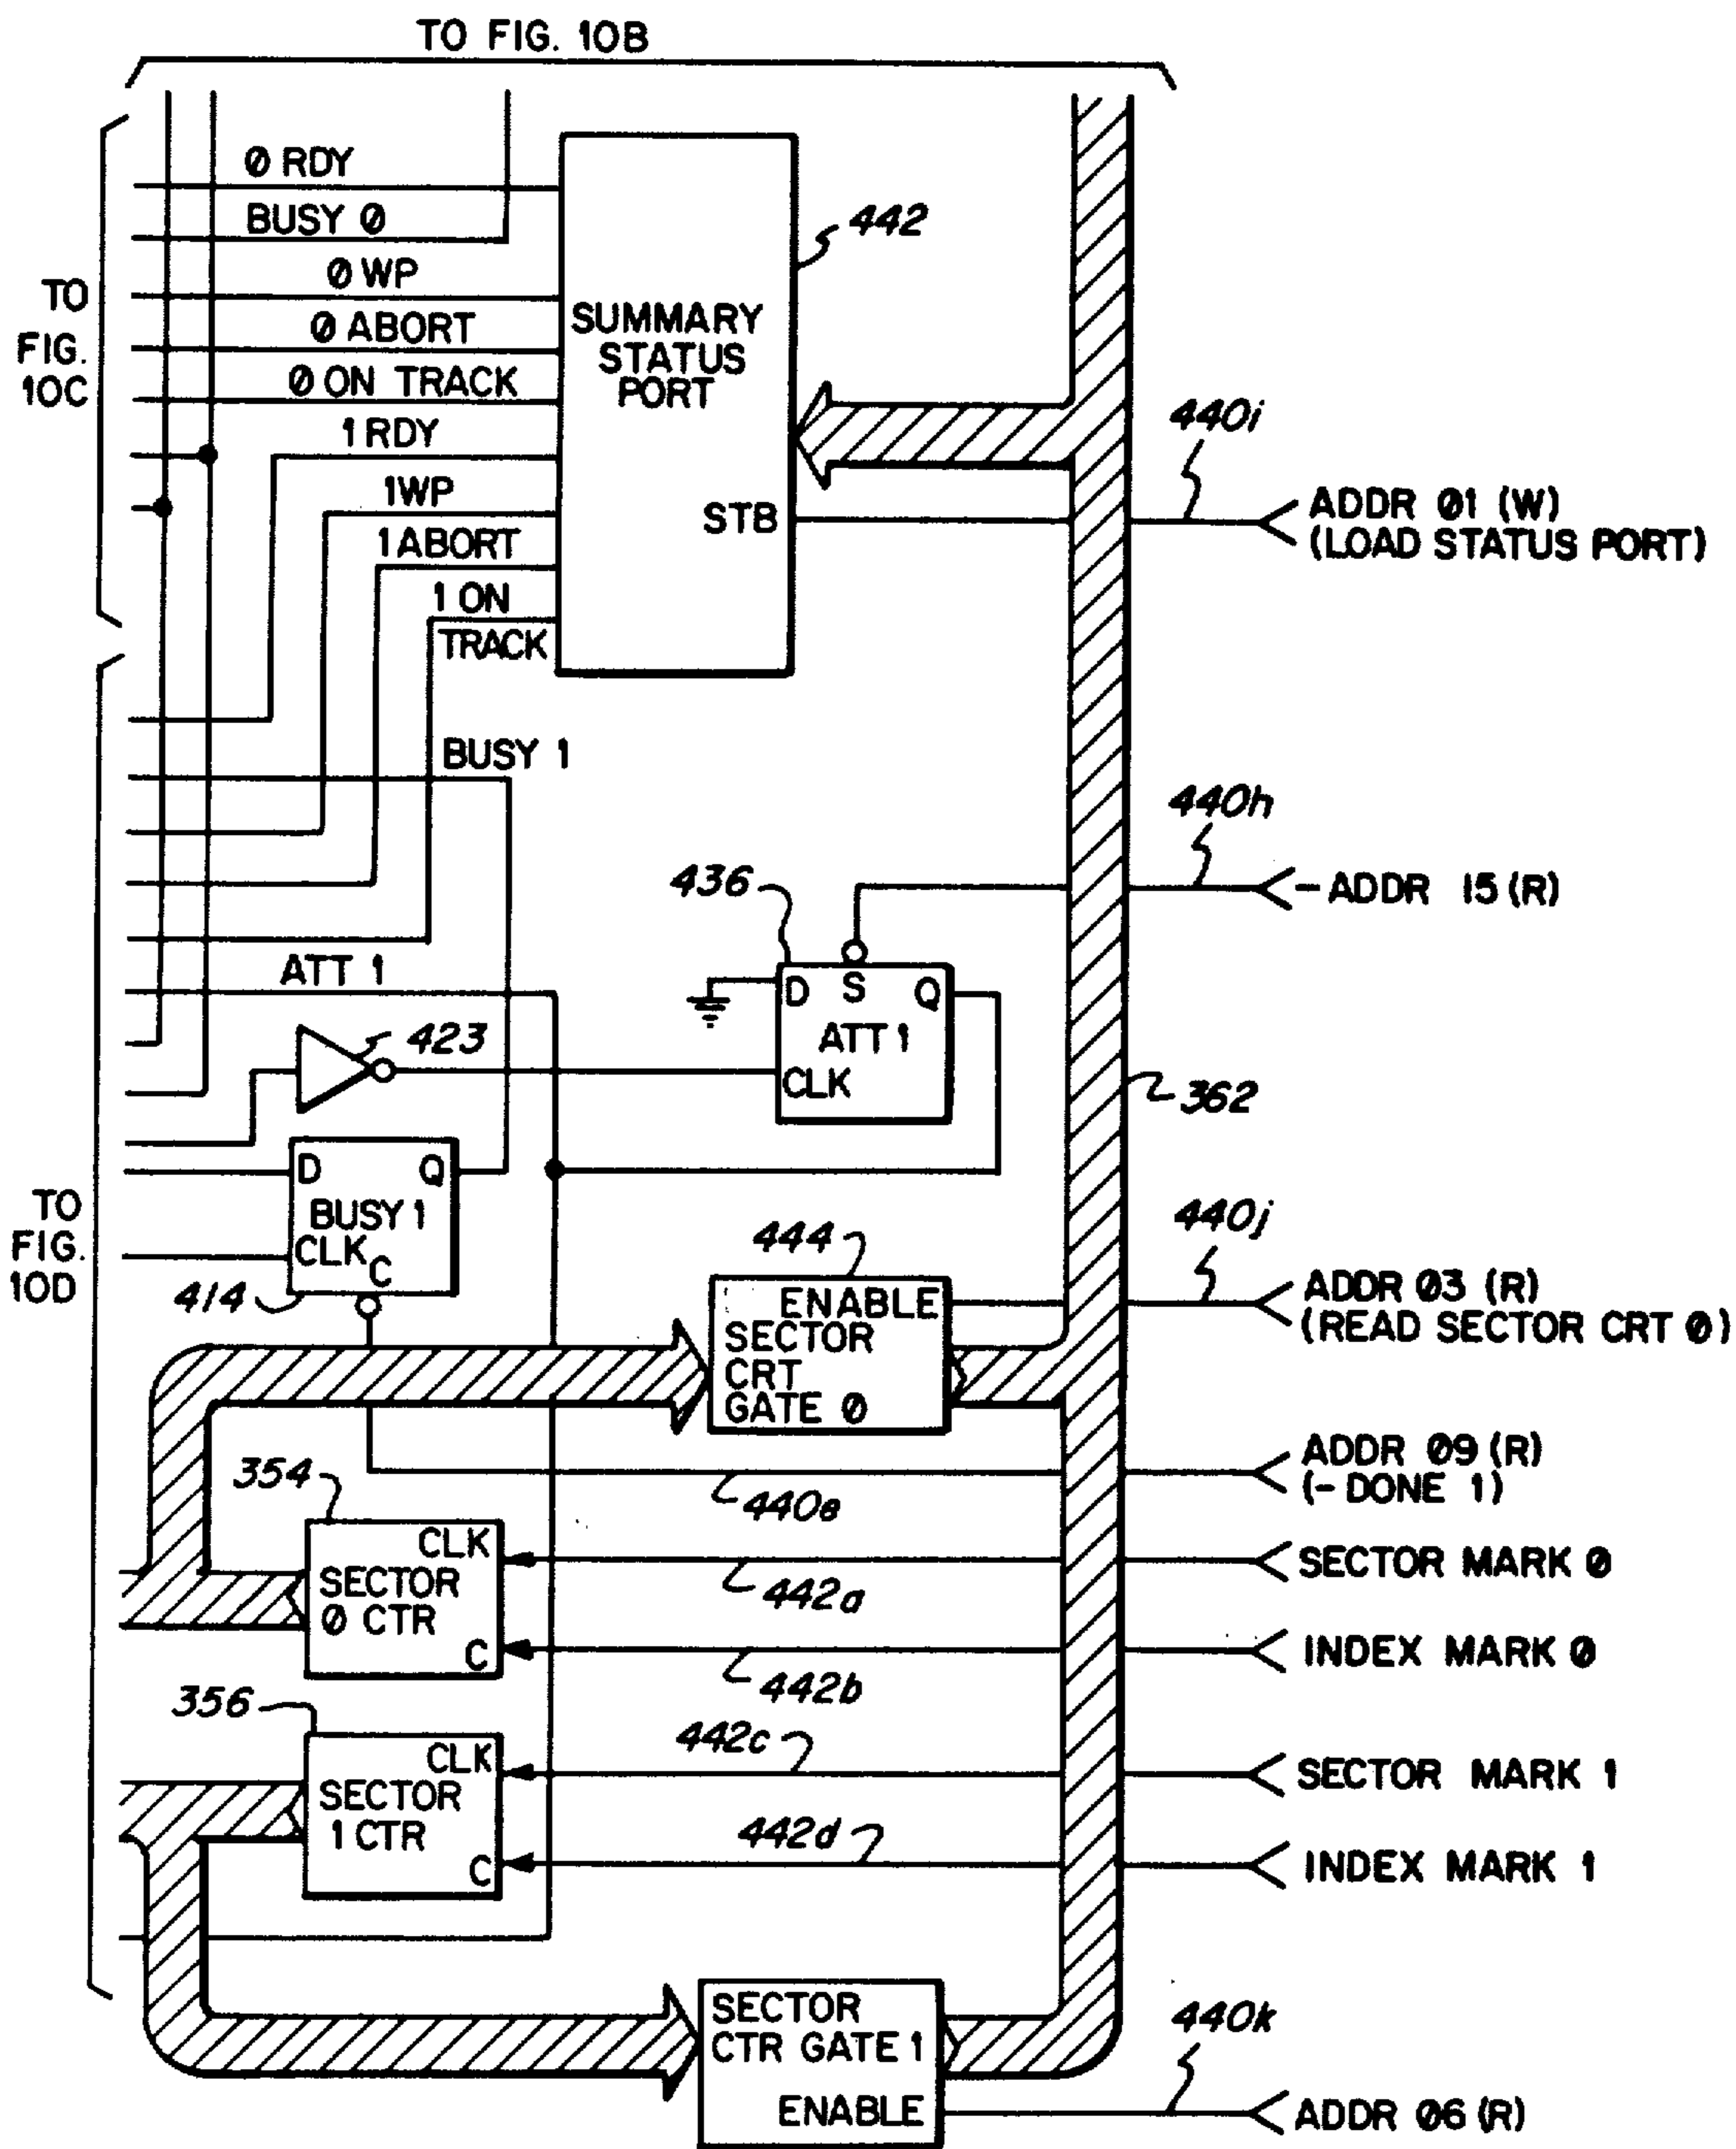 TO FIG. 10B
0 RDY
BUSY 0
0 WP
0 ABORT
0 ON TRACK
1 RDY
1WP
1 ABORT
1 ON
TRACK
TO
FIG.
10C
SUMMARY
STATUS
PORT
STB
442
440i
ADDR 01 (W)
(LOAD STATUS PORT)
BUSY 1
440h
-ADDR 15 (R)
436
ATT 1
D
S
Q
ATT 1
CLK
423
362
D
Q
BUSY 1
CLK
C
414
TO
FIG.
10D
444
ENABLE
SECTOR
CRT
GATE 0
440j
ADDR 03 (R)
(READ SECTOR CRT 0)
ADDR 09 (R)
(- DONE 1)
440e
354
CLK
SECTOR
0 CTR
C
442a
SECTOR MARK 0
442b
INDEX MARK 0
356
CLK
SECTOR
1 CTR
C
442c
SECTOR MARK 1
442d
INDEX MARK 1
SECTOR
CTR GATE 1
ENABLE
440k
ADDR 06 (R)